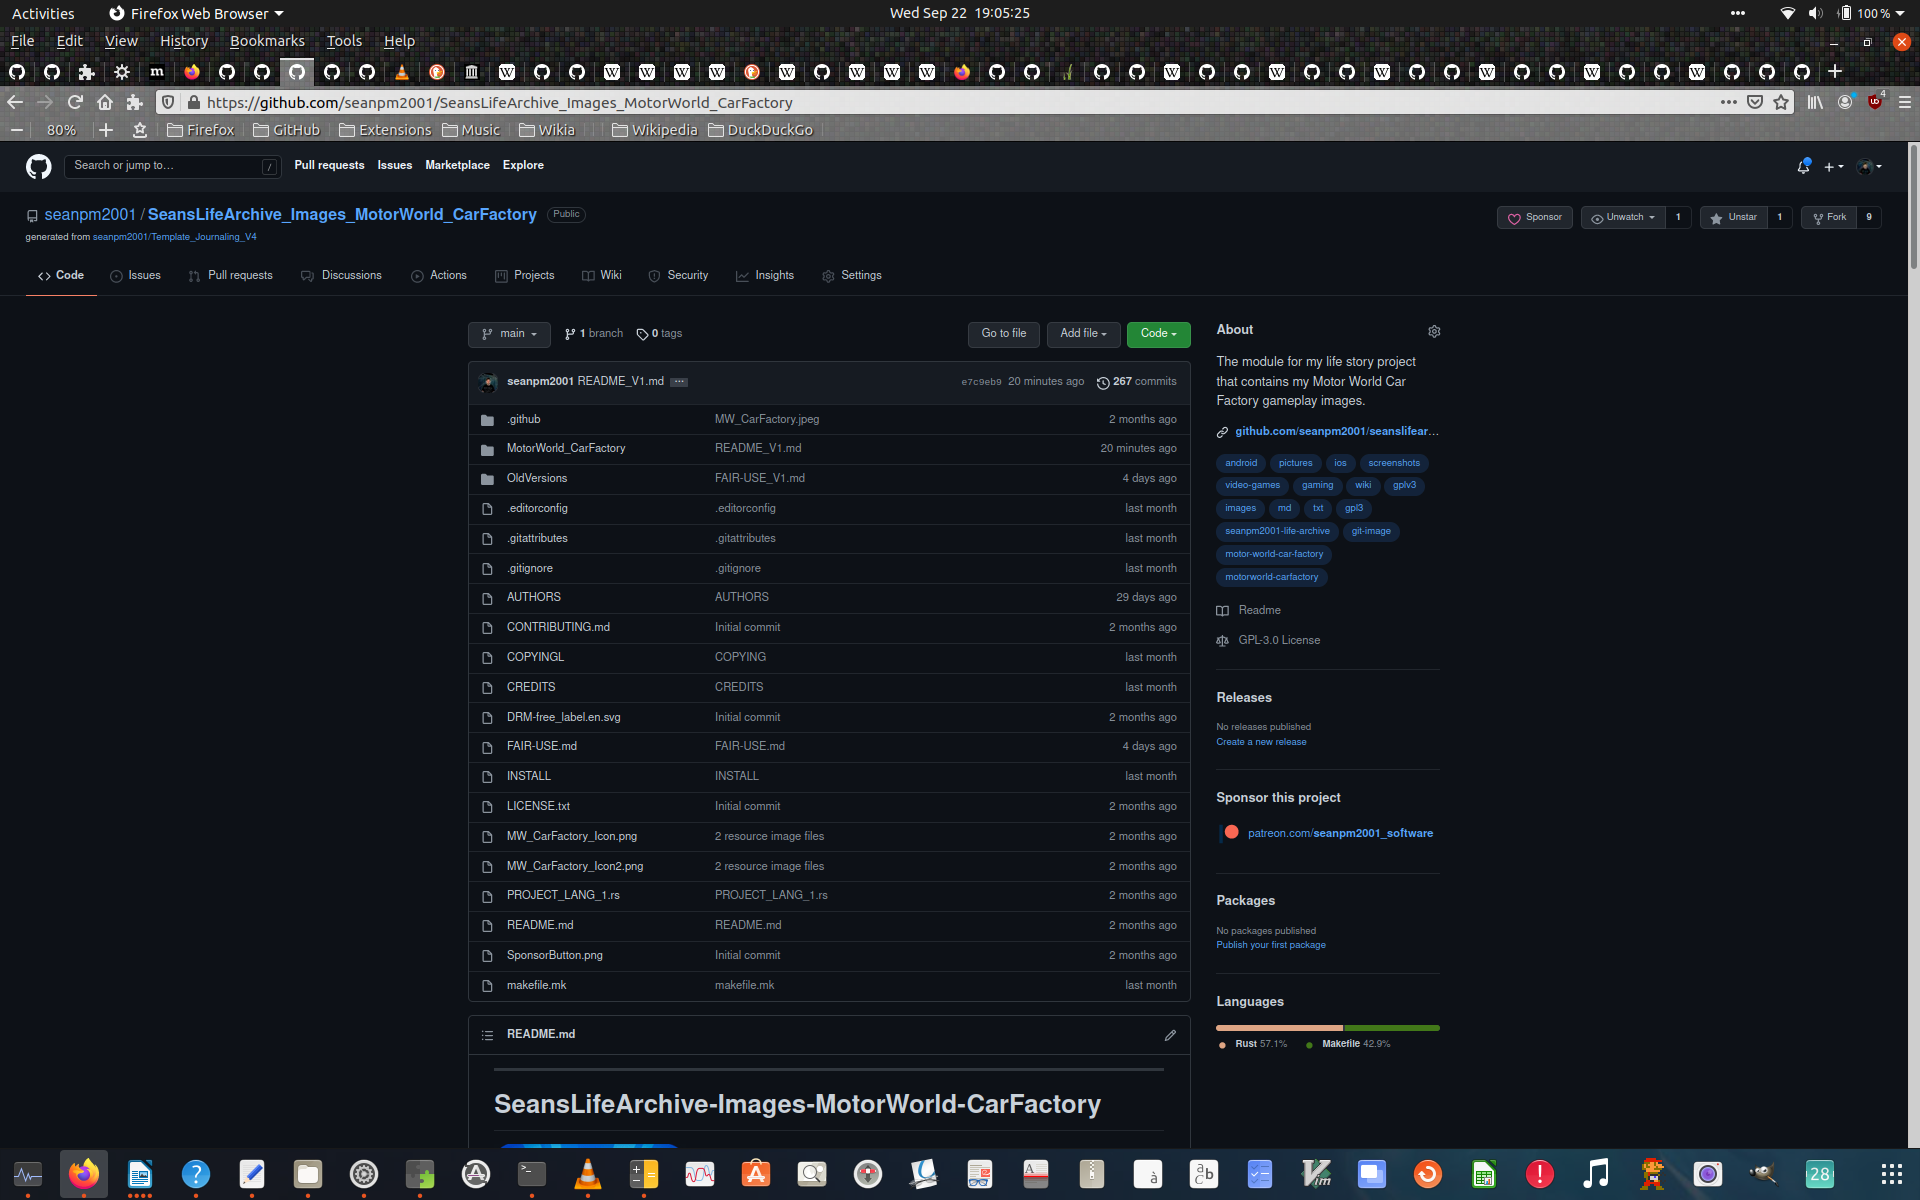 Activities Firefox Web Browser Wed Sep 22 19:05:25 100 %
File Edit View History Bookmarks Tools Help
https://github.com/seanpm2001/SeansLifeArchive_Images_MotorWorld_CarFactory
80% Firefox GitHub Extensions Music Wikia Wikipedia DuckDuckGo
Search or jump to… / Pull requests Issues Marketplace Explore
seanpm2001 / SeansLifeArchive_Images_MotorWorld_CarFactory Public
Sponsor Unwatch 1 Unstar 1 Fork 9
generated from seanpm2001/Template_Journaling_V4
Code Issues Pull requests Discussions Actions Projects Wiki Security Insights Settings
main 1 branch 0 tags Go to file Add file Code
seanpm2001 README_V1.md e7c9eb9 20 minutes ago 267 commits
.github MW_CarFactory.jpeg 2 months ago
MotorWorld_CarFactory README_V1.md 20 minutes ago
OldVersions FAIR-USE_V1.md 4 days ago
.editorconfig .editorconfig last month
.gitattributes .gitattributes last month
.gitignore .gitignore last month
AUTHORS AUTHORS 29 days ago
CONTRIBUTING.md Initial commit 2 months ago
COPYINGL COPYING last month
CREDITS CREDITS last month
DRM-free_label.en.svg Initial commit 2 months ago
FAIR-USE.md FAIR-USE.md 4 days ago
INSTALL INSTALL last month
LICENSE.txt Initial commit 2 months ago
MW_CarFactory_Icon.png 2 resource image files 2 months ago
MW_CarFactory_Icon2.png 2 resource image files 2 months ago
PROJECT_LANG_1.rs PROJECT_LANG_1.rs 2 months ago
README.md README.md 2 months ago
SponsorButton.png Initial commit 2 months ago
makefile.mk makefile.mk last month
README.md
SeansLifeArchive-Images-MotorWorld-CarFactory
About
The module for my life story project
that contains my Motor World Car
Factory gameplay images.
github.com/seanpm2001/seanslifear…
android pictures ios screenshots
video-games gaming wiki gplv3
images md txt gpl3
seanpm2001-life-archive git-image
motor-world-car-factory
motorworld-carfactory
Readme
GPL-3.0 License
Releases
No releases published
Create a new release
Sponsor this project
patreon.com/seanpm2001_software
Packages
No packages published
Publish your first package
Languages
Rust 57.1% Makefile 42.9%
28